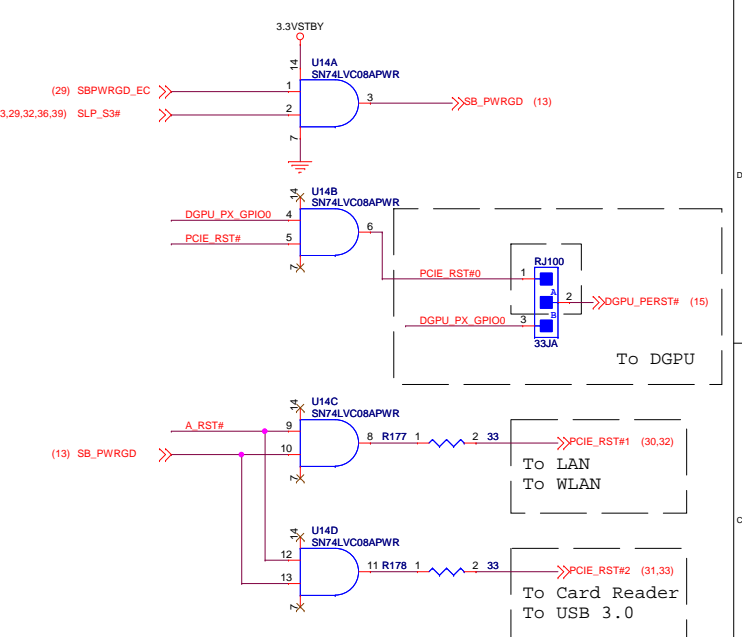 3.3VSTBY
14 U14A
SN74LVC08APWR
(29) SBPWRGD_EC 1
3 SB_PWRGD (13)
3,29,32,36,39) SLP_S3# 2
7
14 U14B
SN74LVC08APWR
DGPU_PX_GPIO0 4
6
PCIE_RST# 5
7
RJ100
PCIE_RST#0 1
A
2 DGPU_PERST# (15)
B
DGPU_PX_GPIO0 3
33JA
To DGPU
14 U14C
SN74LVC08APWR
A_RST# 9
8 R177 1 2 33 PCIE_RST#1 (30,32)
(13) SB_PWRGD 10
To LAN
7
To WLAN
14 U14D
SN74LVC08APWR
12
11 R178 1 2 33 PCIE_RST#2 (31,33)
13
To Card Reader
7
To USB 3.0
D
C